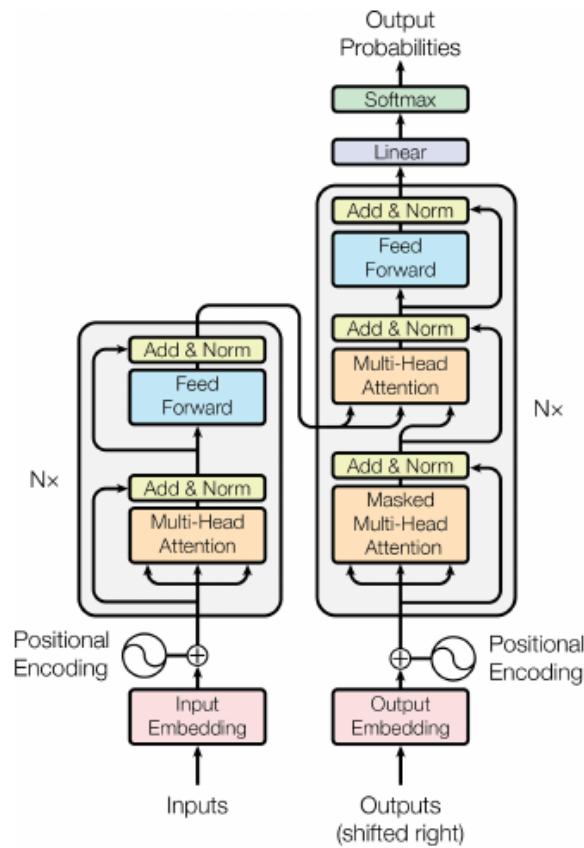 Output
Probabilities
Softmax
Linear
Add & Norm
Feed
Forward
Add & Norm
Multi-Head
Attention
Add & Norm
Masked
Multi-Head
Attention
N×
Add & Norm
Feed
Forward
N×
Add & Norm
Multi-Head
Attention
Positional
Encoding
Positional
Encoding
Input
Embedding
Output
Embedding
Inputs
Outputs
(shifted right)